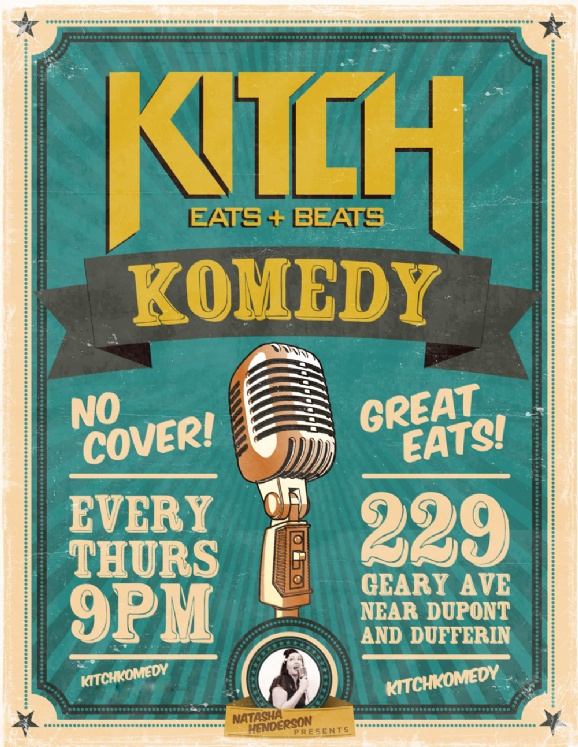 KITCH
EATS + BEATS
KOMEDY
NO
COVER!
EVERY
THURS
9PM
KITCHKOMEDY
GREAT
EATS!
229
GEARY AVE
NEAR DUPONT
AND DUFFERIN
KITCHKOMEDY
NATASHA
HENDERSON
PRESENTS